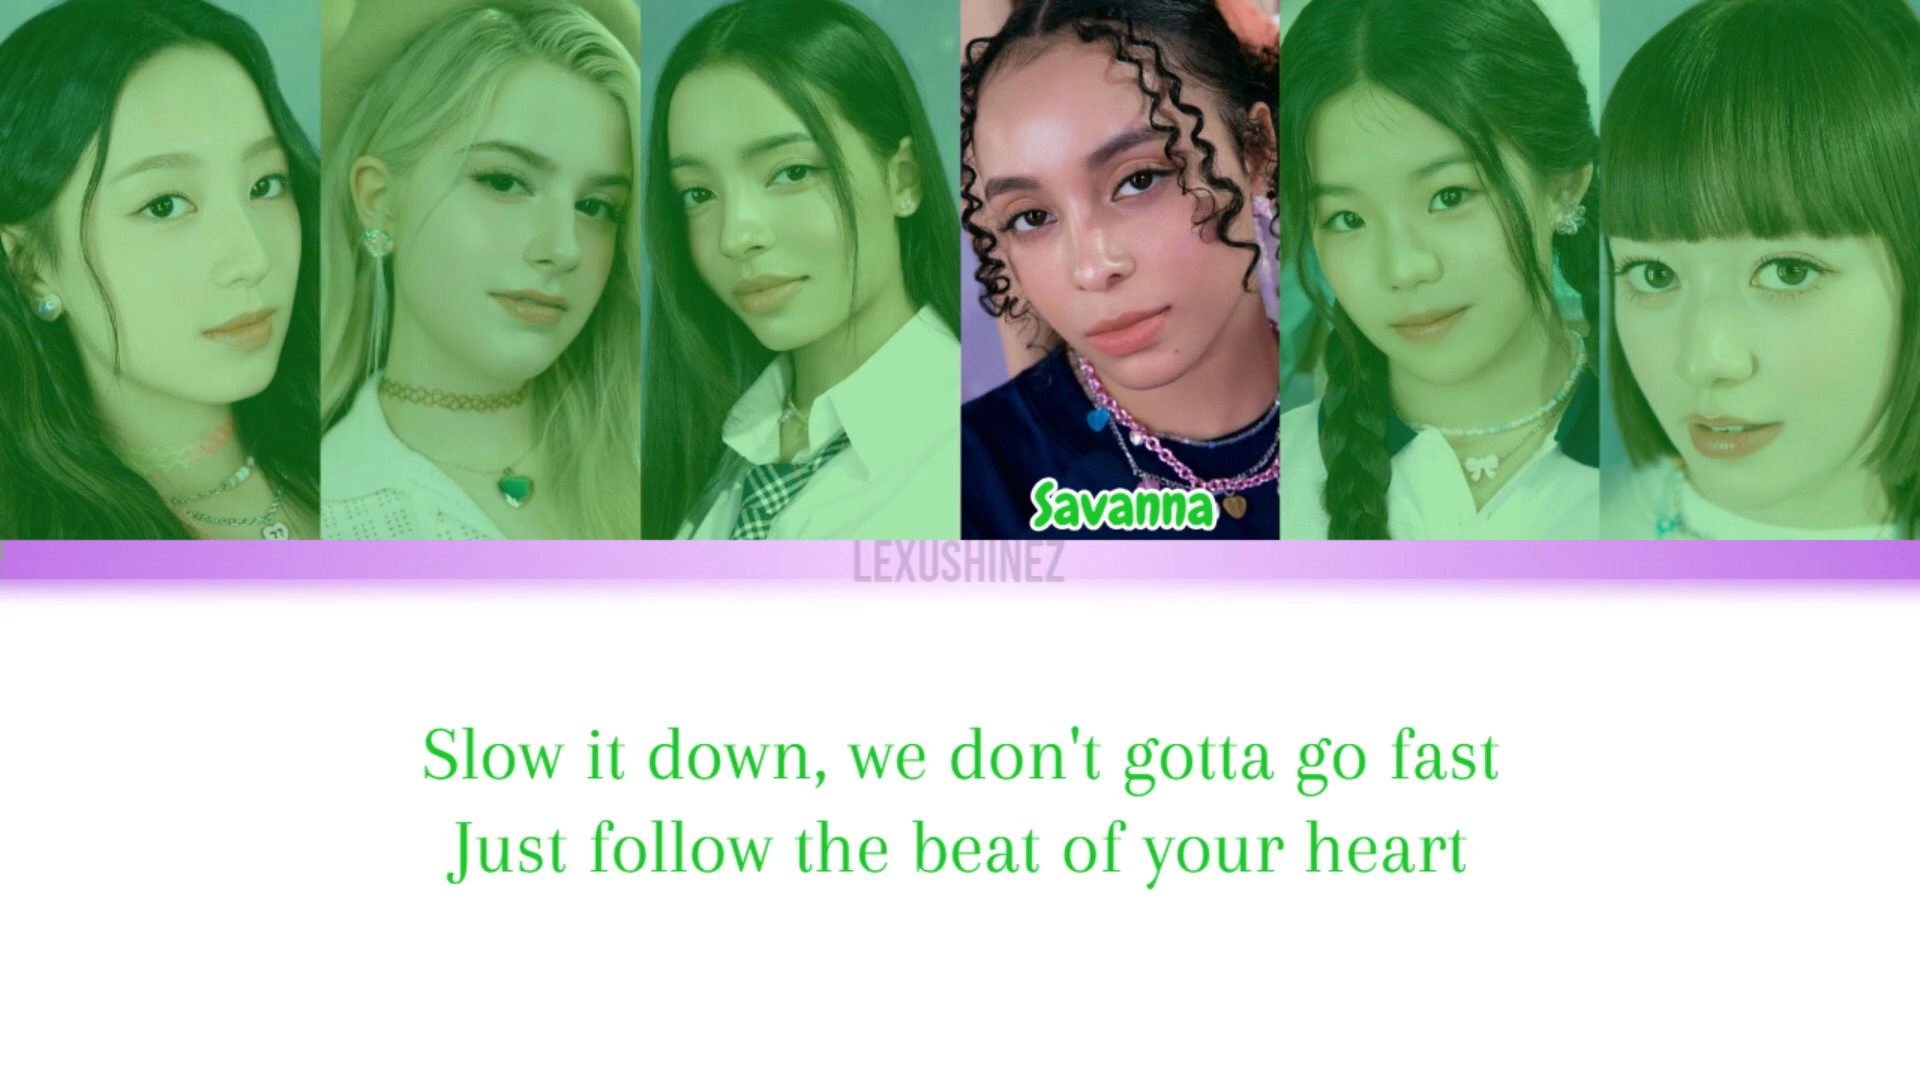 Savanna
LEXUSHINEZ
Slow it down, we don't gotta go fast
Just follow the beat of your heart